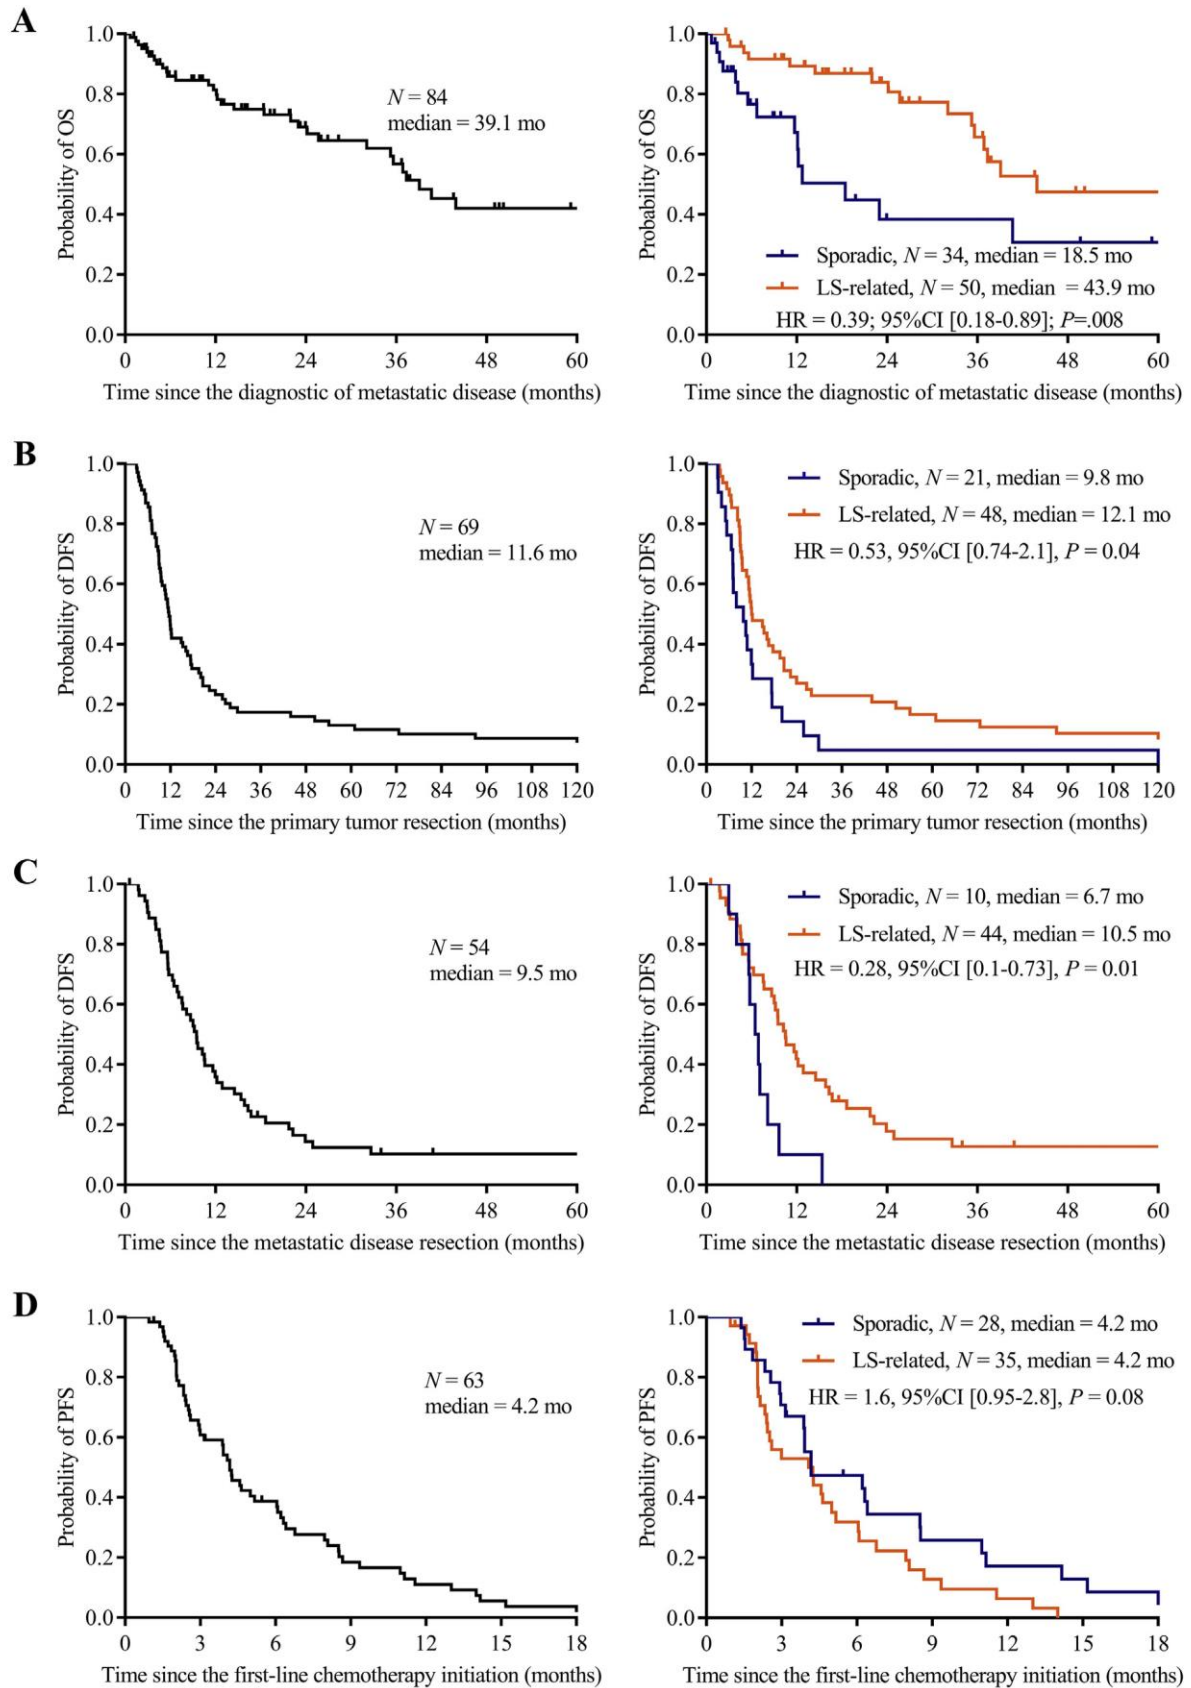 A
Probability of OS
1.0
0.8
0.6
0.4
0.2
0.0
N = 84
median = 39.1 mo
0 12 24 36 48 60
Time since the diagnostic of metastatic disease (months)
Probability of OS
1.0
0.8
0.6
0.4
0.2
0.0
Sporadic, N = 34, median = 18.5 mo
LS-related, N = 50, median = 43.9 mo
HR = 0.39; 95%CI [0.18-0.89]; P=.008
0 12 24 36 48 60
Time since the diagnostic of metastatic disease (months)
B
Probability of DFS
1.0
0.8
0.6
0.4
0.2
0.0
N = 69
median = 11.6 mo
0 12 24 36 48 60 72 84 96 108 120
Time since the primary tumor resection (months)
Probability of DFS
1.0
0.8
0.6
0.4
0.2
0.0
Sporadic, N = 21, median = 9.8 mo
LS-related, N = 48, median = 12.1 mo
HR = 0.53, 95%CI [0.74-2.1], P = 0.04
0 12 24 36 48 60 72 84 96 108 120
Time since the primary tumor resection (months)
C
Probability of DFS
1.0
0.8
0.6
0.4
0.2
0.0
N = 54
median = 9.5 mo
0 12 24 36 48 60
Time since the metastatic disease resection (months)
Probability of DFS
1.0
0.8
0.6
0.4
0.2
0.0
Sporadic, N = 10, median = 6.7 mo
LS-related, N = 44, median = 10.5 mo
HR = 0.28, 95%CI [0.1-0.73], P = 0.01
0 12 24 36 48 60
Time since the metastatic disease resection (months)
D
Probability of PFS
1.0
0.8
0.6
0.4
0.2
0.0
N = 63
median = 4.2 mo
0 3 6 9 12 15 18
Time since the first-line chemotherapy initiation (months)
Probability of PFS
1.0
0.8
0.6
0.4
0.2
0.0
Sporadic, N = 28, median = 4.2 mo
LS-related, N = 35, median = 4.2 mo
HR = 1.6, 95%CI [0.95-2.8], P = 0.08
0 3 6 9 12 15 18
Time since the first-line chemotherapy initiation (months)